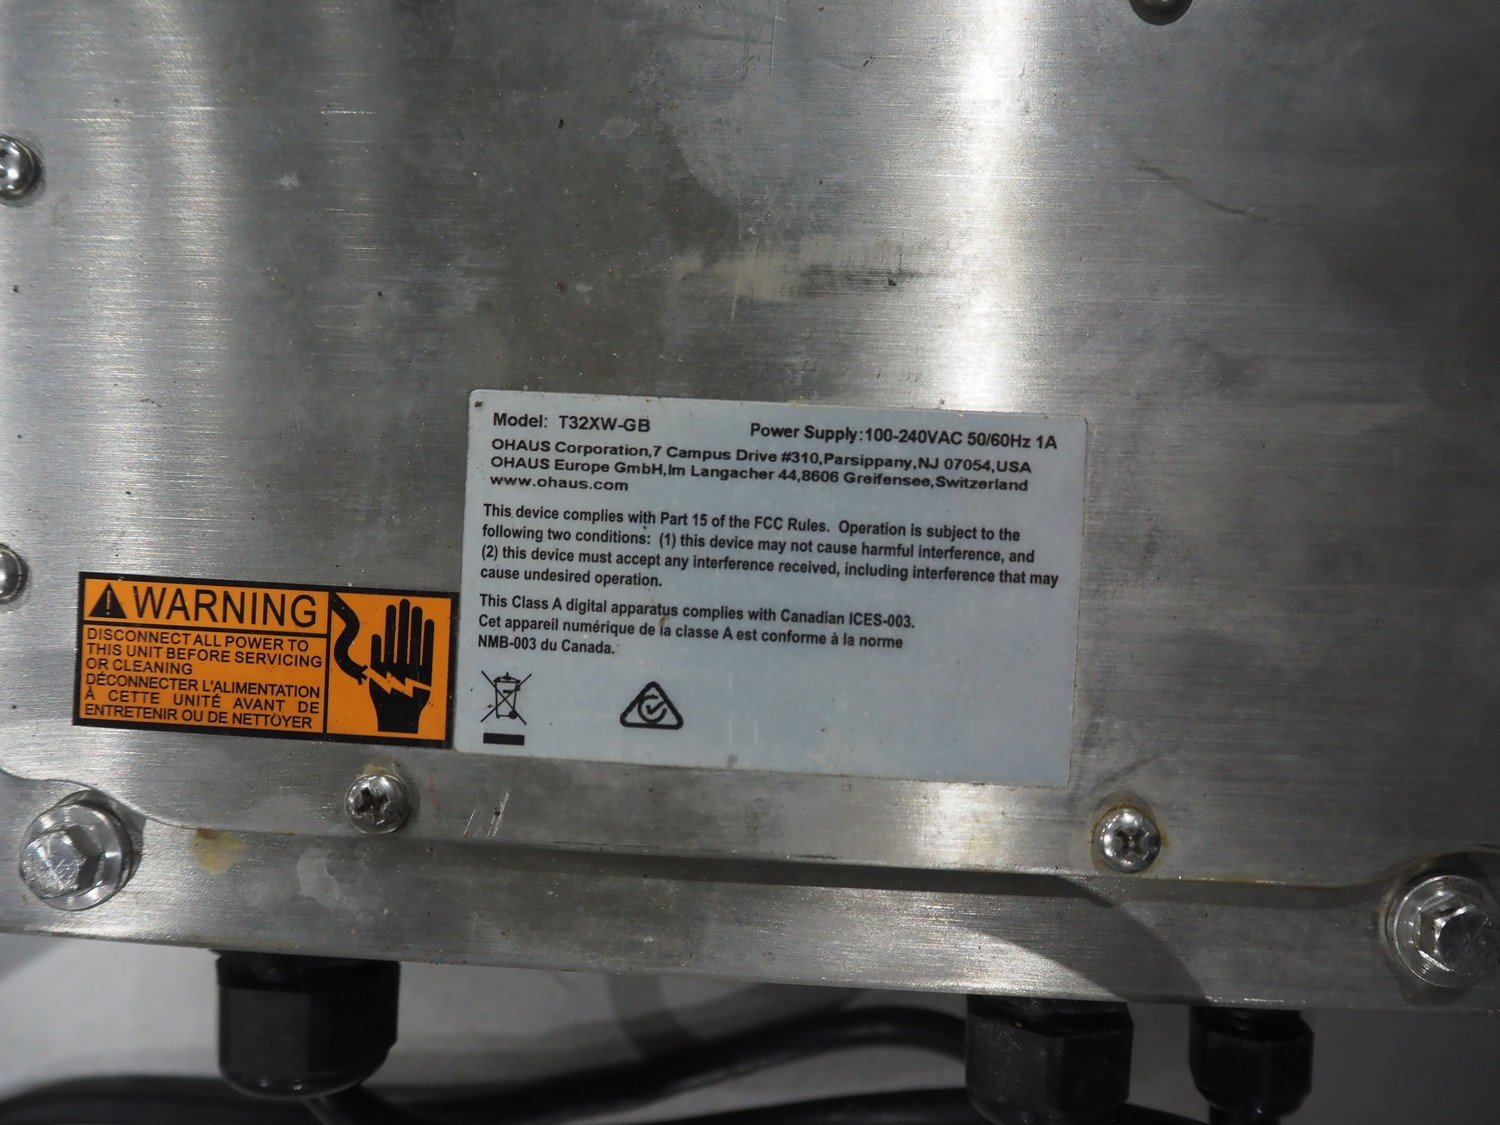 Model: T32XW-GB
Power Supply:100-240VAC 50/60Hz 1A
OHAUS Corporation,7 Campus Drive #310,Parsippany,NJ 07054,USA
OHAUS Europe GmbH,Im Langacher 44,8606 Greifensee,Switzerland
www.ohaus.com
This device complies with Part 15 of the FCC Rules. Operation is subject to the
following two conditions: (1) this device may not cause harmful interference, and
(2) this device must accept any interference received, including interference that may
cause undesired operation.
This Class A digital apparatus complies with Canadian ICES-003.
Cet appareil numérique de la classe A est conforme à la norme
NMB-003 du Canada.
WARNING
DISCONNECT ALL POWER TO
THIS UNIT BEFORE SERVICING
OR CLEANING
DÉCONNECTER L'ALIMENTATION
À CETTE UNITÉ AVANT DE
ENTRETENIR OU DE NETTOYER